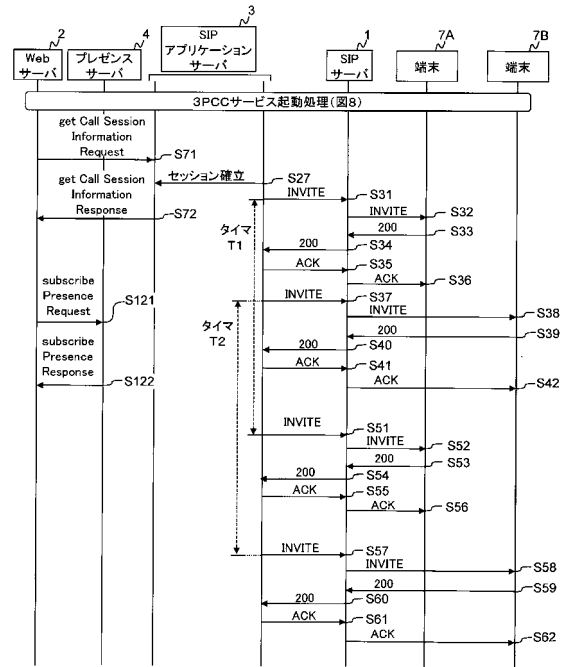 3
2
4
SIP
アプリケーション
サーバ
1
7A
7B
Web
サーバ
プレゼンス
サーバ
SIP
サーバ
端末
端末
3PCCサービス起動処理(図8)
get Call Session
Information
Request
S71
get Call Session
Information
Response
S72
セッション確立
S27
INVITE
S31
INVITE
S32
200
S33
タイマ
T1
200
S34
ACK
S35
ACK
S36
subscribe
Presence
Request
S121
INVITE
S37
INVITE
S38
タイマ
T2
200
S39
200
S40
subscribe
Presence
Response
S122
ACK
S41
ACK
S42
INVITE
S51
INVITE
S52
200
S53
200
S54
ACK
S55
ACK
S56
INVITE
S57
INVITE
S58
200
S59
200
S60
ACK
S61
ACK
S62